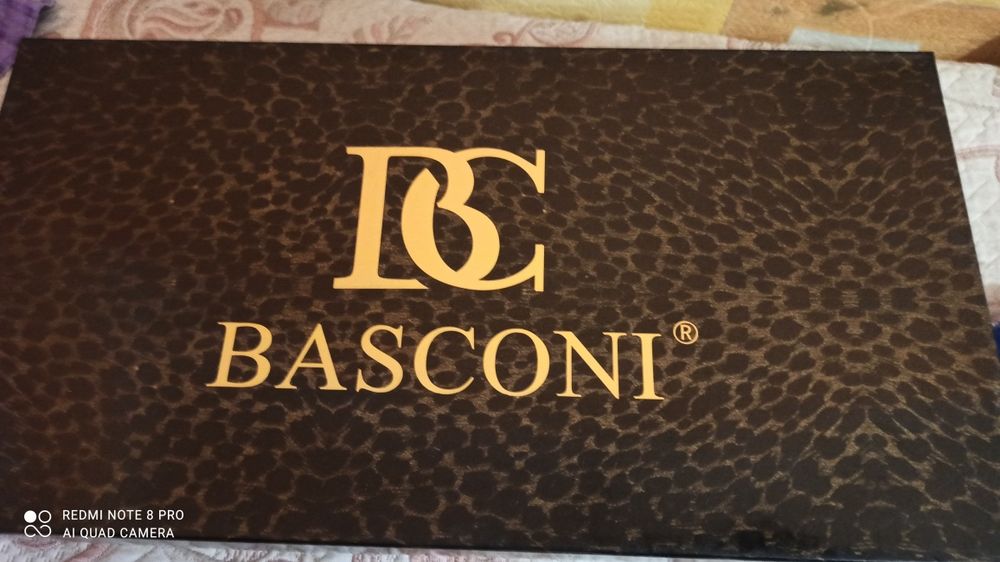 BC
BASCONI®
REDMI NOTE 8 PRO
AI QUAD CAMERA